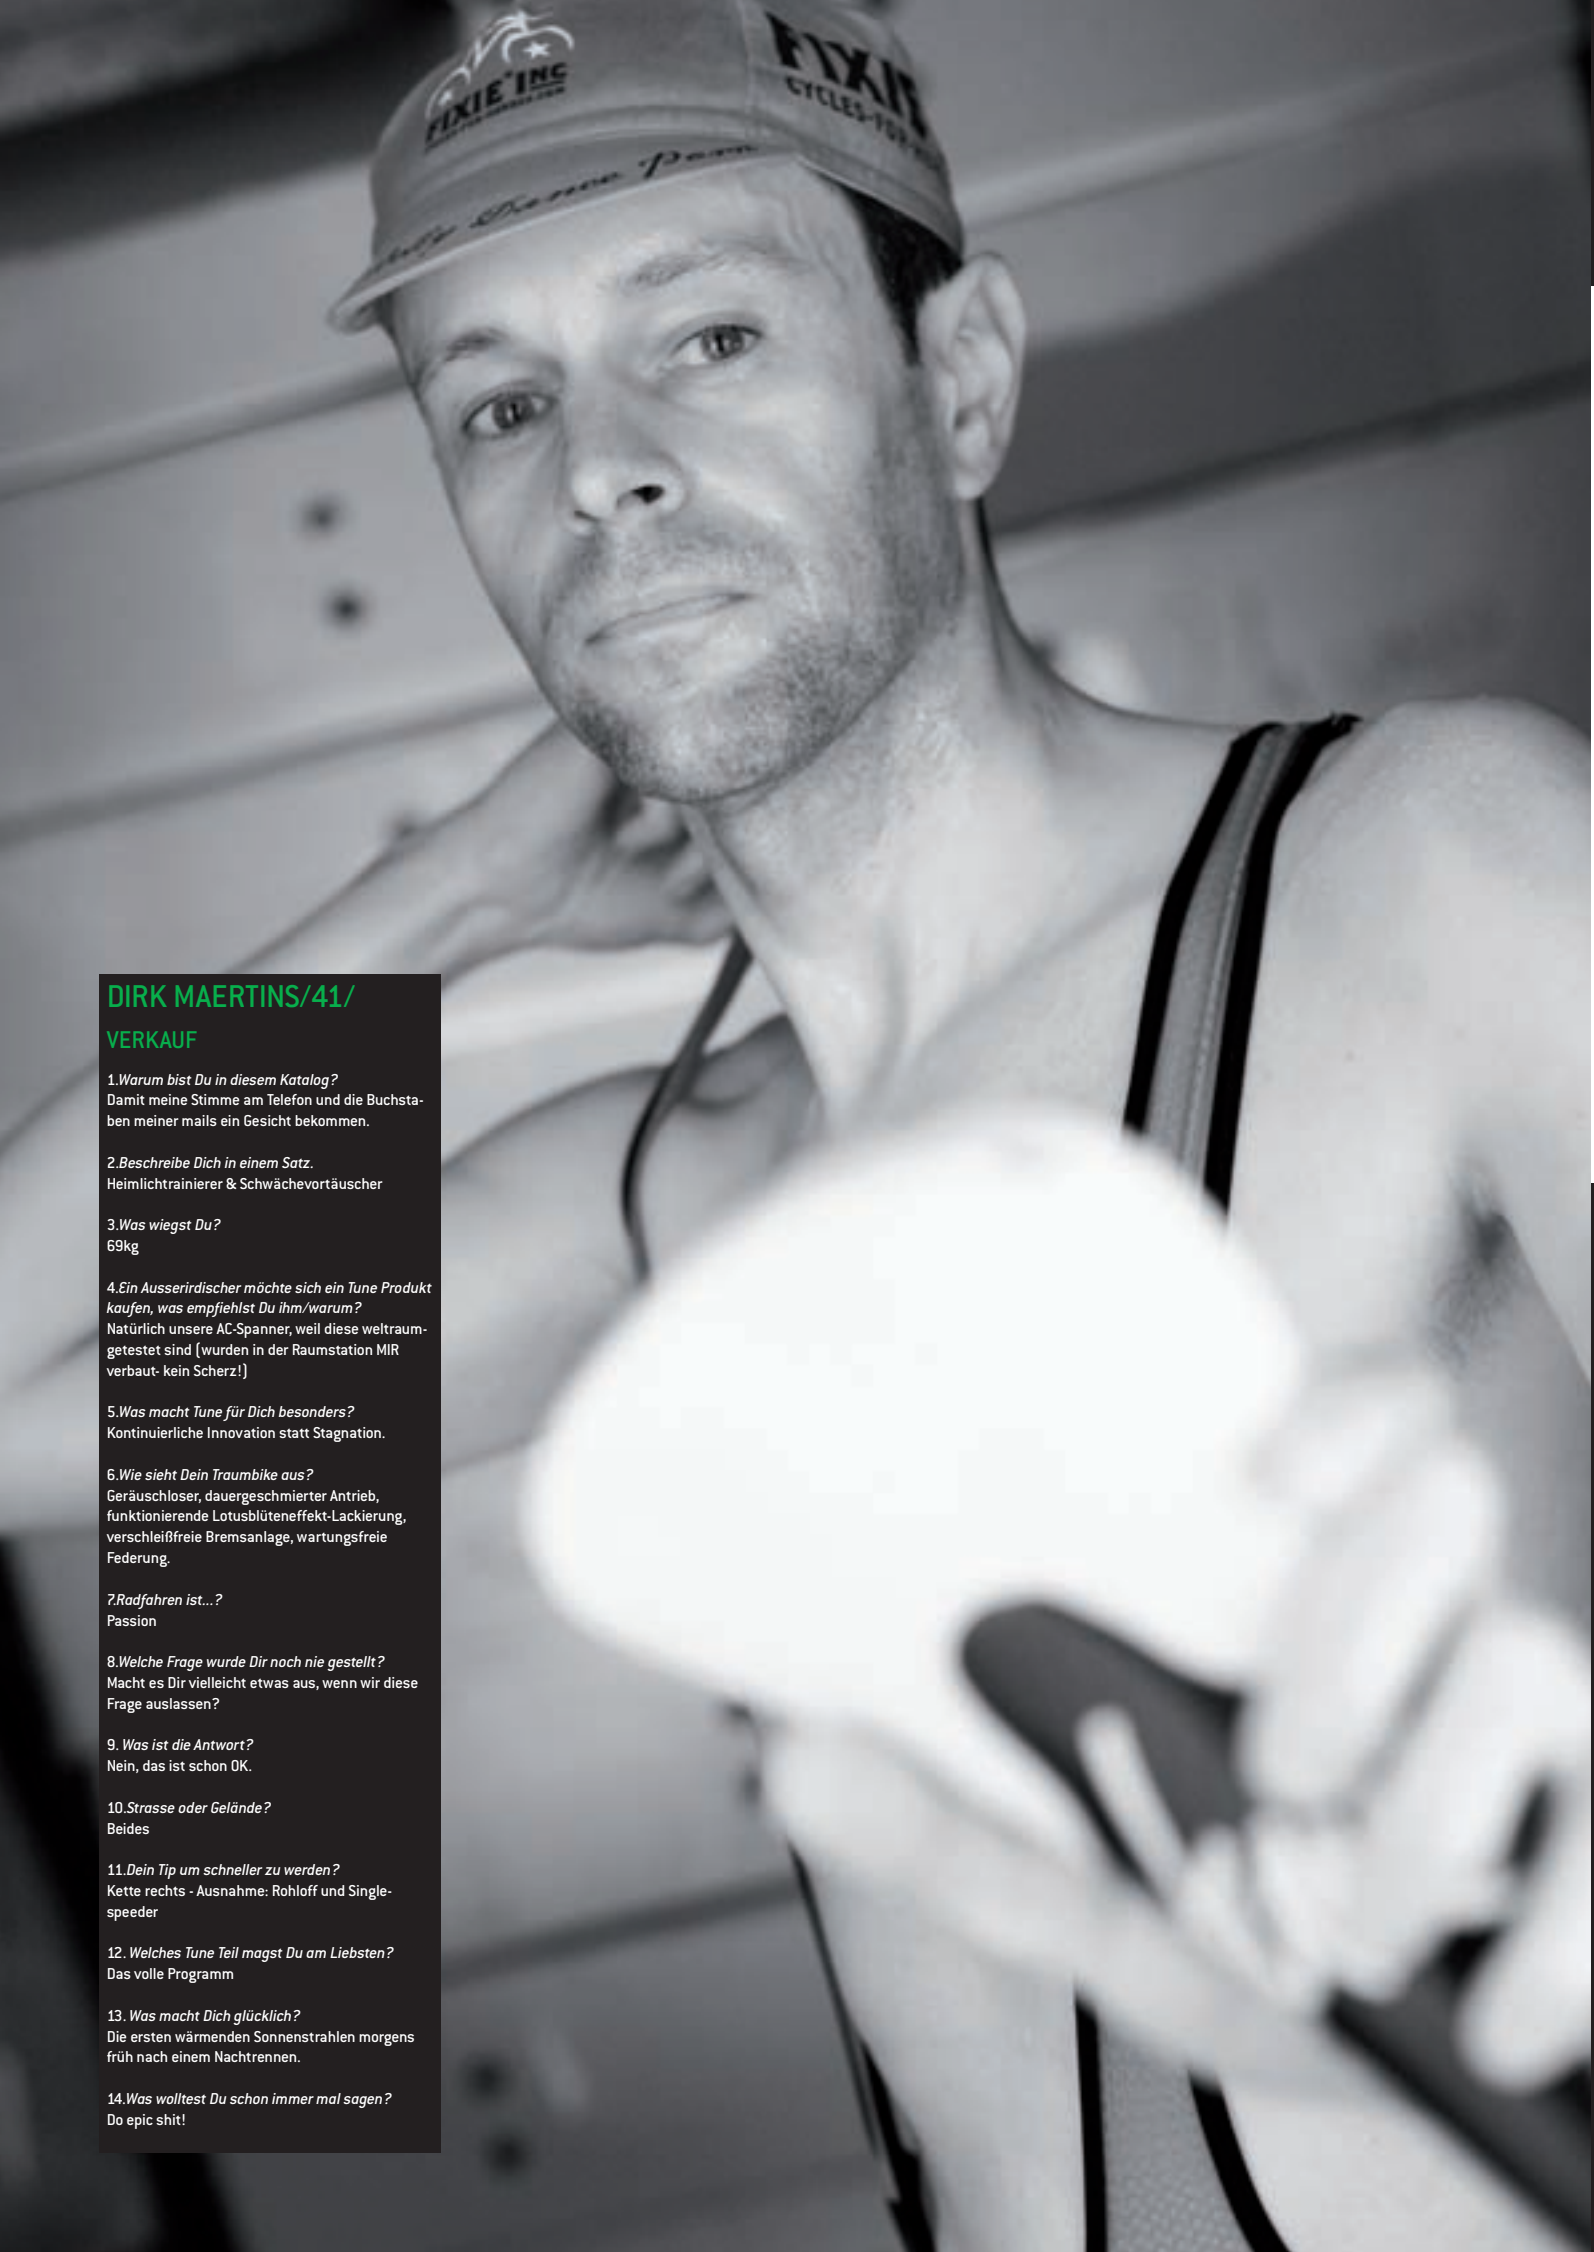 FIXIE INC
FIXIE
CYCLES-FOR
DIRK MAERTINS/41/
VERKAUF
1.Warum bist Du in diesem Katalog?
Damit meine Stimme am Telefon und die Buchsta-
ben meiner mails ein Gesicht bekommen.
2.Beschreibe Dich in einem Satz.
Heimlichtrainierer & Schwächevortäuscher
3.Was wiegst Du?
69kg
4.Ein Ausserirdischer möchte sich ein Tune Produkt
kaufen, was empfiehlst Du ihm/warum?
Natürlich unsere AC-Spanner, weil diese weltraum-
getestet sind (wurden in der Raumstation MIR
verbaut- kein Scherz!)
5.Was macht Tune für Dich besonders?
Kontinuierliche Innovation statt Stagnation.
6.Wie sieht Dein Traumbike aus?
Geräuschloser, dauergeschmierter Antrieb,
funktionierende Lotusblüteneffekt-Lackierung,
verschleißfreie Bremsanlage, wartungsfreie
Federung.
7.Radfahren ist...?
Passion
8.Welche Frage wurde Dir noch nie gestellt?
Macht es Dir vielleicht etwas aus, wenn wir diese
Frage auslassen?
9. Was ist die Antwort?
Nein, das ist schon OK.
10.Strasse oder Gelände?
Beides
11.Dein Tip um schneller zu werden?
Kette rechts - Ausnahme: Rohloff und Single-
speeder
12. Welches Tune Teil magst Du am Liebsten?
Das volle Programm
13. Was macht Dich glücklich?
Die ersten wärmenden Sonnenstrahlen morgens
früh nach einem Nachtrennen.
14.Was wolltest Du schon immer mal sagen?
Do epic shit!